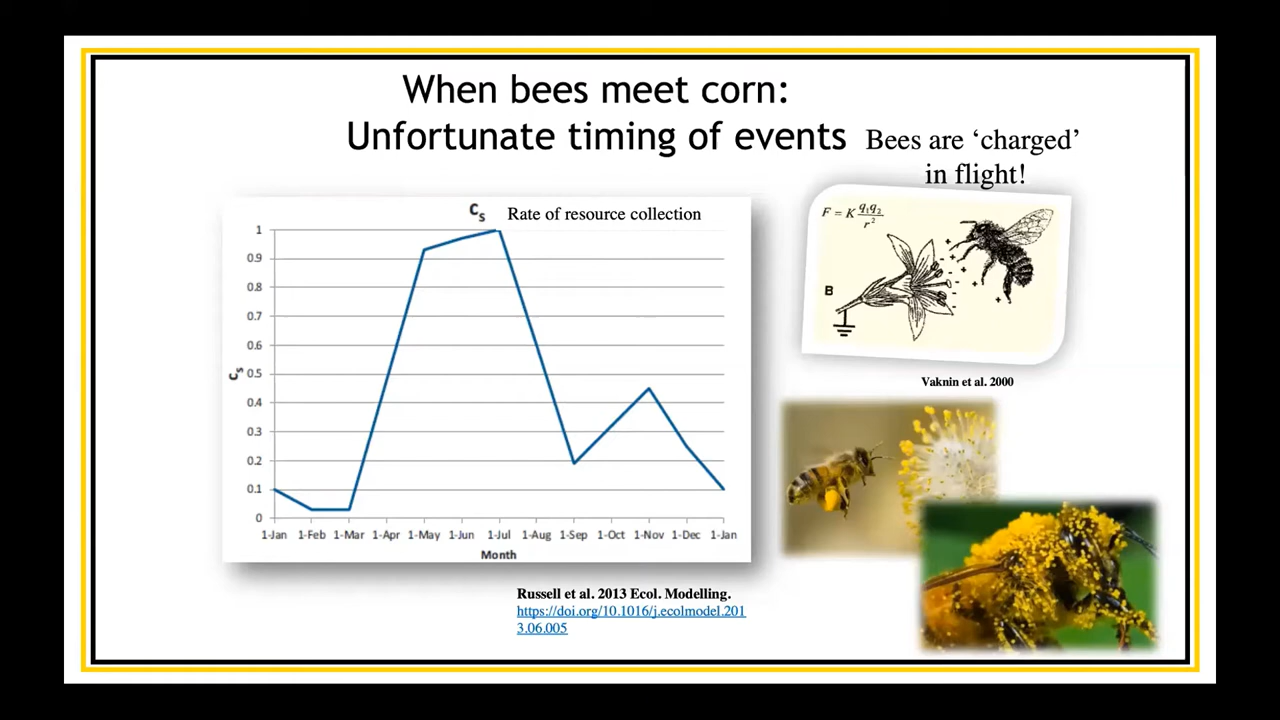 When bees meet corn:
Unfortunate timing of events
Bees are ‘charged’
in flight!
Cs Rate of resource collection
1
0.9
0.8
0.7
0.6
0.5
0.4
0.3
0.2
0.1
0
Cs
1-Jan 1-Feb 1-Mar 1-Apr 1-May 1-Jun 1-Jul 1-Aug 1-Sep 1-Oct 1-Nov 1-Dec 1-Jan
Month
Russell et al. 2013 Ecol. Modelling.
https://doi.org/10.1016/j.ecolmodel.201
3.06.005
F = K q₁q₂ / r²
B
Vaknin et al. 2000